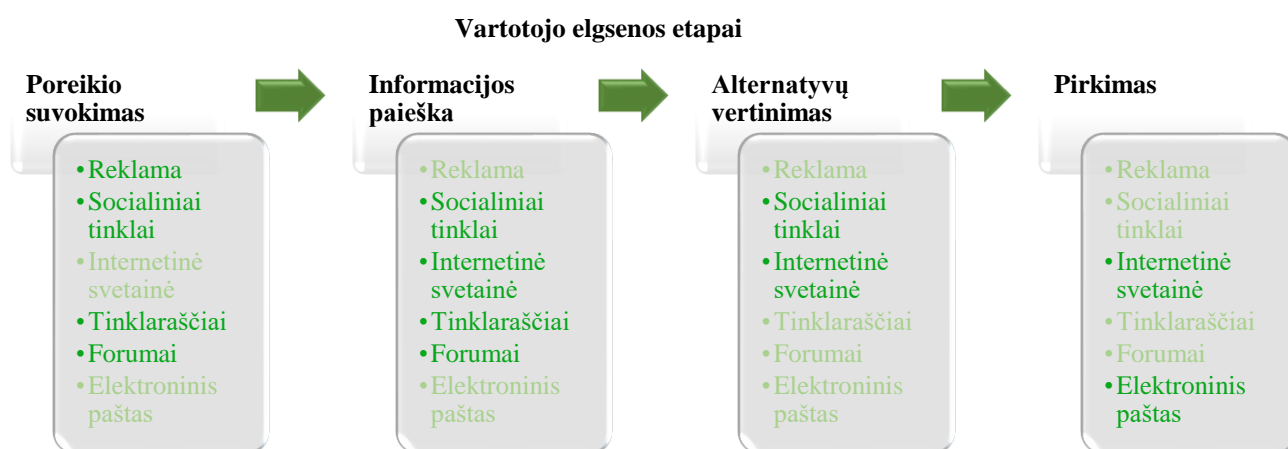 Vartotojo elgsenos etapai
Poreikio
suvokimas
•Reklama
•Socialiniai
tinklai
•Internetinė
svetainė
•Tinklaraščiai
•Forumai
•Elektroninis
paštas
Informacijos
paieška
•Reklama
•Socialiniai
tinklai
•Internetinė
svetainė
•Tinklaraščiai
•Forumai
•Elektroninis
paštas
Alternatyvų
vertinimas
•Reklama
•Socialiniai
tinklai
•Internetinė
svetainė
•Tinklaraščiai
•Forumai
•Elektroninis
paštas
Pirkimas
•Reklama
•Socialiniai
tinklai
•Internetinė
svetainė
•Tinklaraščiai
•Forumai
•Elektroninis
paštas